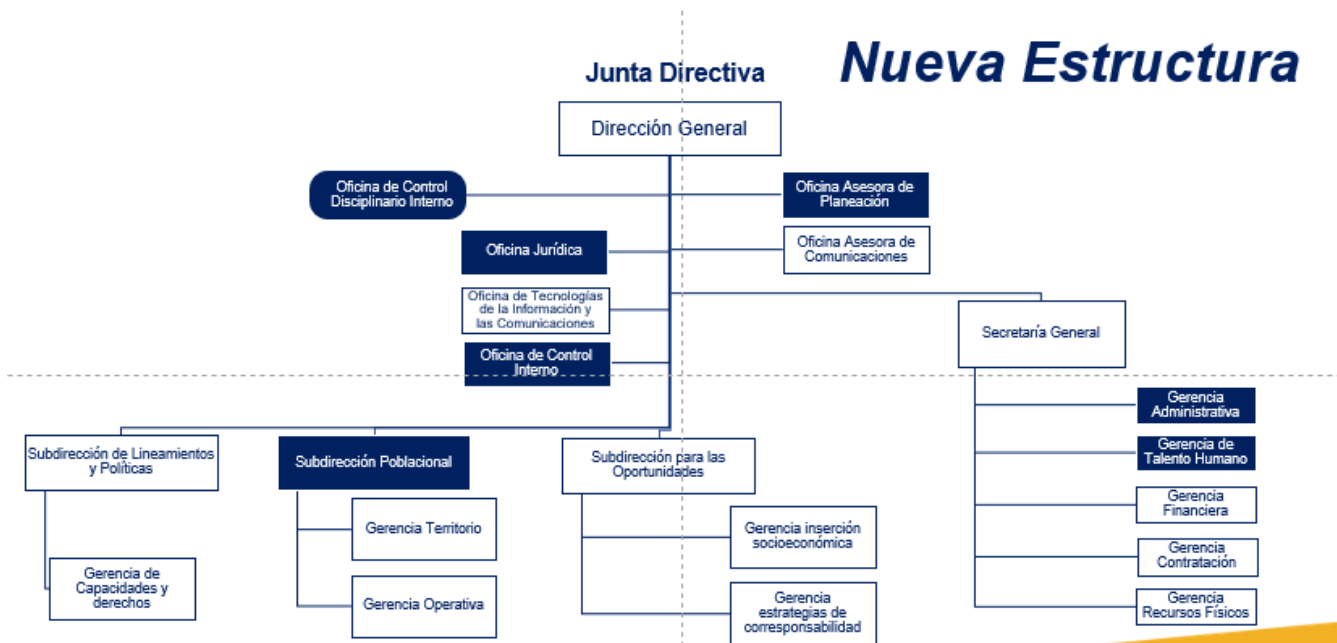 Nueva Estructura
Junta Directiva
Dirección General
Oficina de Control
Disciplinario Interno
Oficina Asesora de
Planeación
Oficina Jurídica
Oficina Asesora de
Comunicaciones
Oficina de Tecnologías
de la Información y
las Comunicaciones
Secretaría General
Oficina de Control
Interno
Gerencia
Administrativa
Gerencia de
Talento Humano
Gerencia
Financiera
Gerencia
Contratación
Gerencia
Recursos Físicos
Subdirección de Lineamientos
y Políticas
Gerencia de
Capacidades y
derechos
Subdirección Poblacional
Gerencia Territorio
Gerencia Operativa
Subdirección para las
Oportunidades
Gerencia inserción
socioeconómica
Gerencia
estrategias de
corresponsabilidad